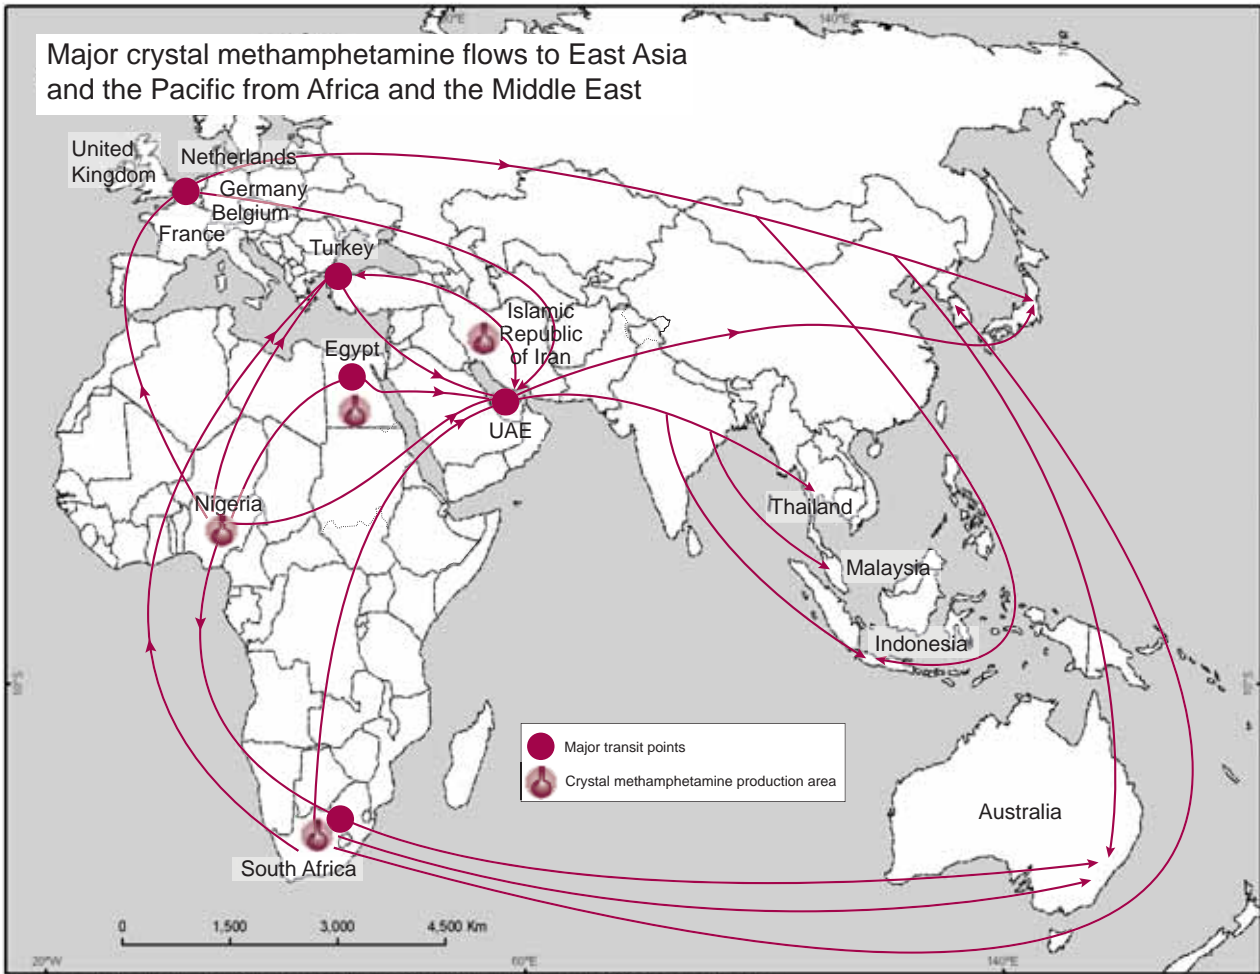 Major crystal methamphetamine flows to East Asia
and the Pacific from Africa and the Middle East
140°E
United
Kingdom
Netherlands
Germany
Belgium
France
Turkey
Islamic
Republic
of Iran
Egypt
UAE
Nigeria
Thailand
Malaysia
Indonesia
Major transit points
Crystal methamphetamine production area
Australia
South Africa
0 1,500 3,000 4,500 Km
20°W 60°E 140°E